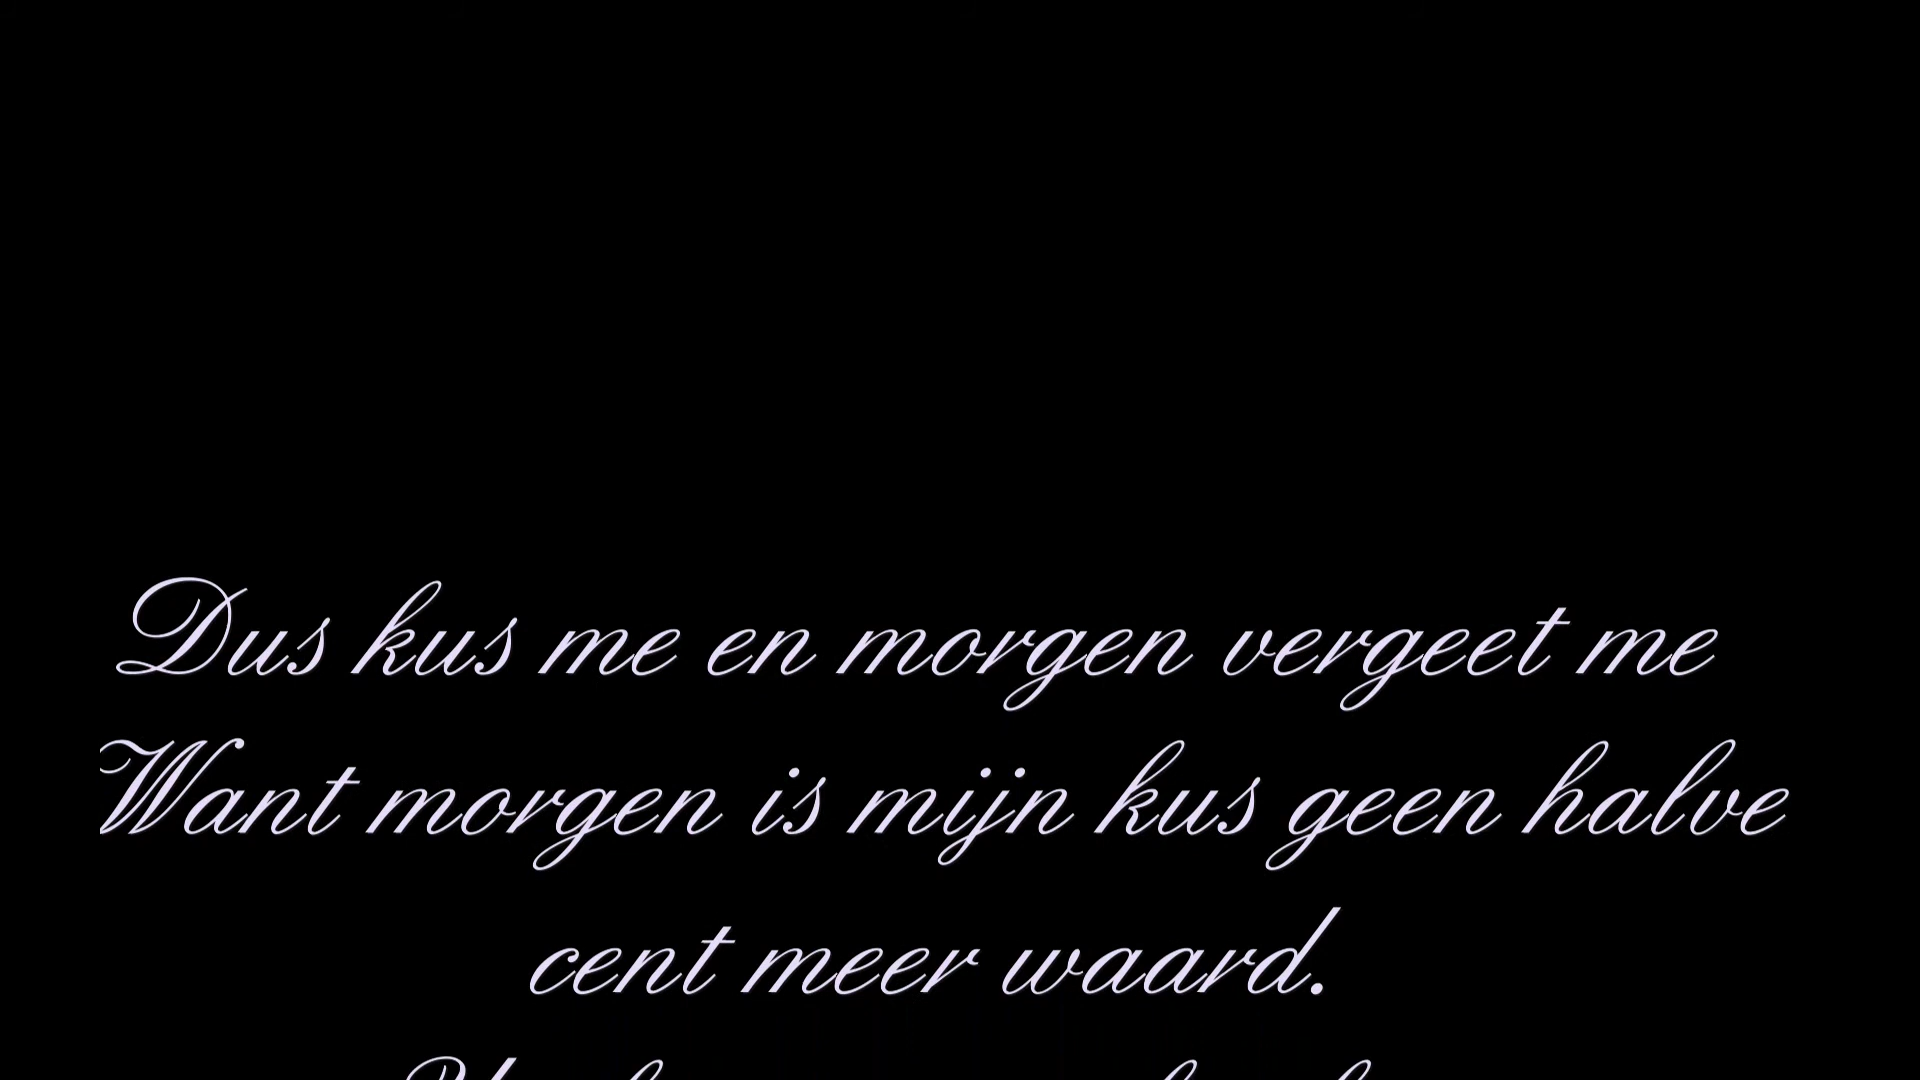 Dus kus me en morgen vergeet me
Want morgen is mijn kus geen halve
cent meer waard.